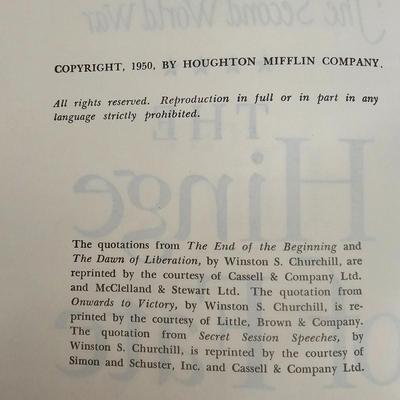 The Second World War
COPYRIGHT, 1950, BY HOUGHTON MIFFLIN COMPANY.
All rights reserved. Reproduction in full or in part in any
language strictly prohibited.
THE
Hinge
of Fate
The quotations from The End of the Beginning and
The Dawn of Liberation, by Winston S. Churchill, are
reprinted by the courtesy of Cassell & Company Ltd.
and McClelland & Stewart Ltd. The quotation from
Onwards to Victory, by Winston S. Churchill, is re-
printed by the courtesy of Little, Brown & Company.
The quotation from Secret Session Speeches, by
Winston S. Churchill, is reprinted by the courtesy of
Simon and Schuster, Inc. and Cassell & Company Ltd.